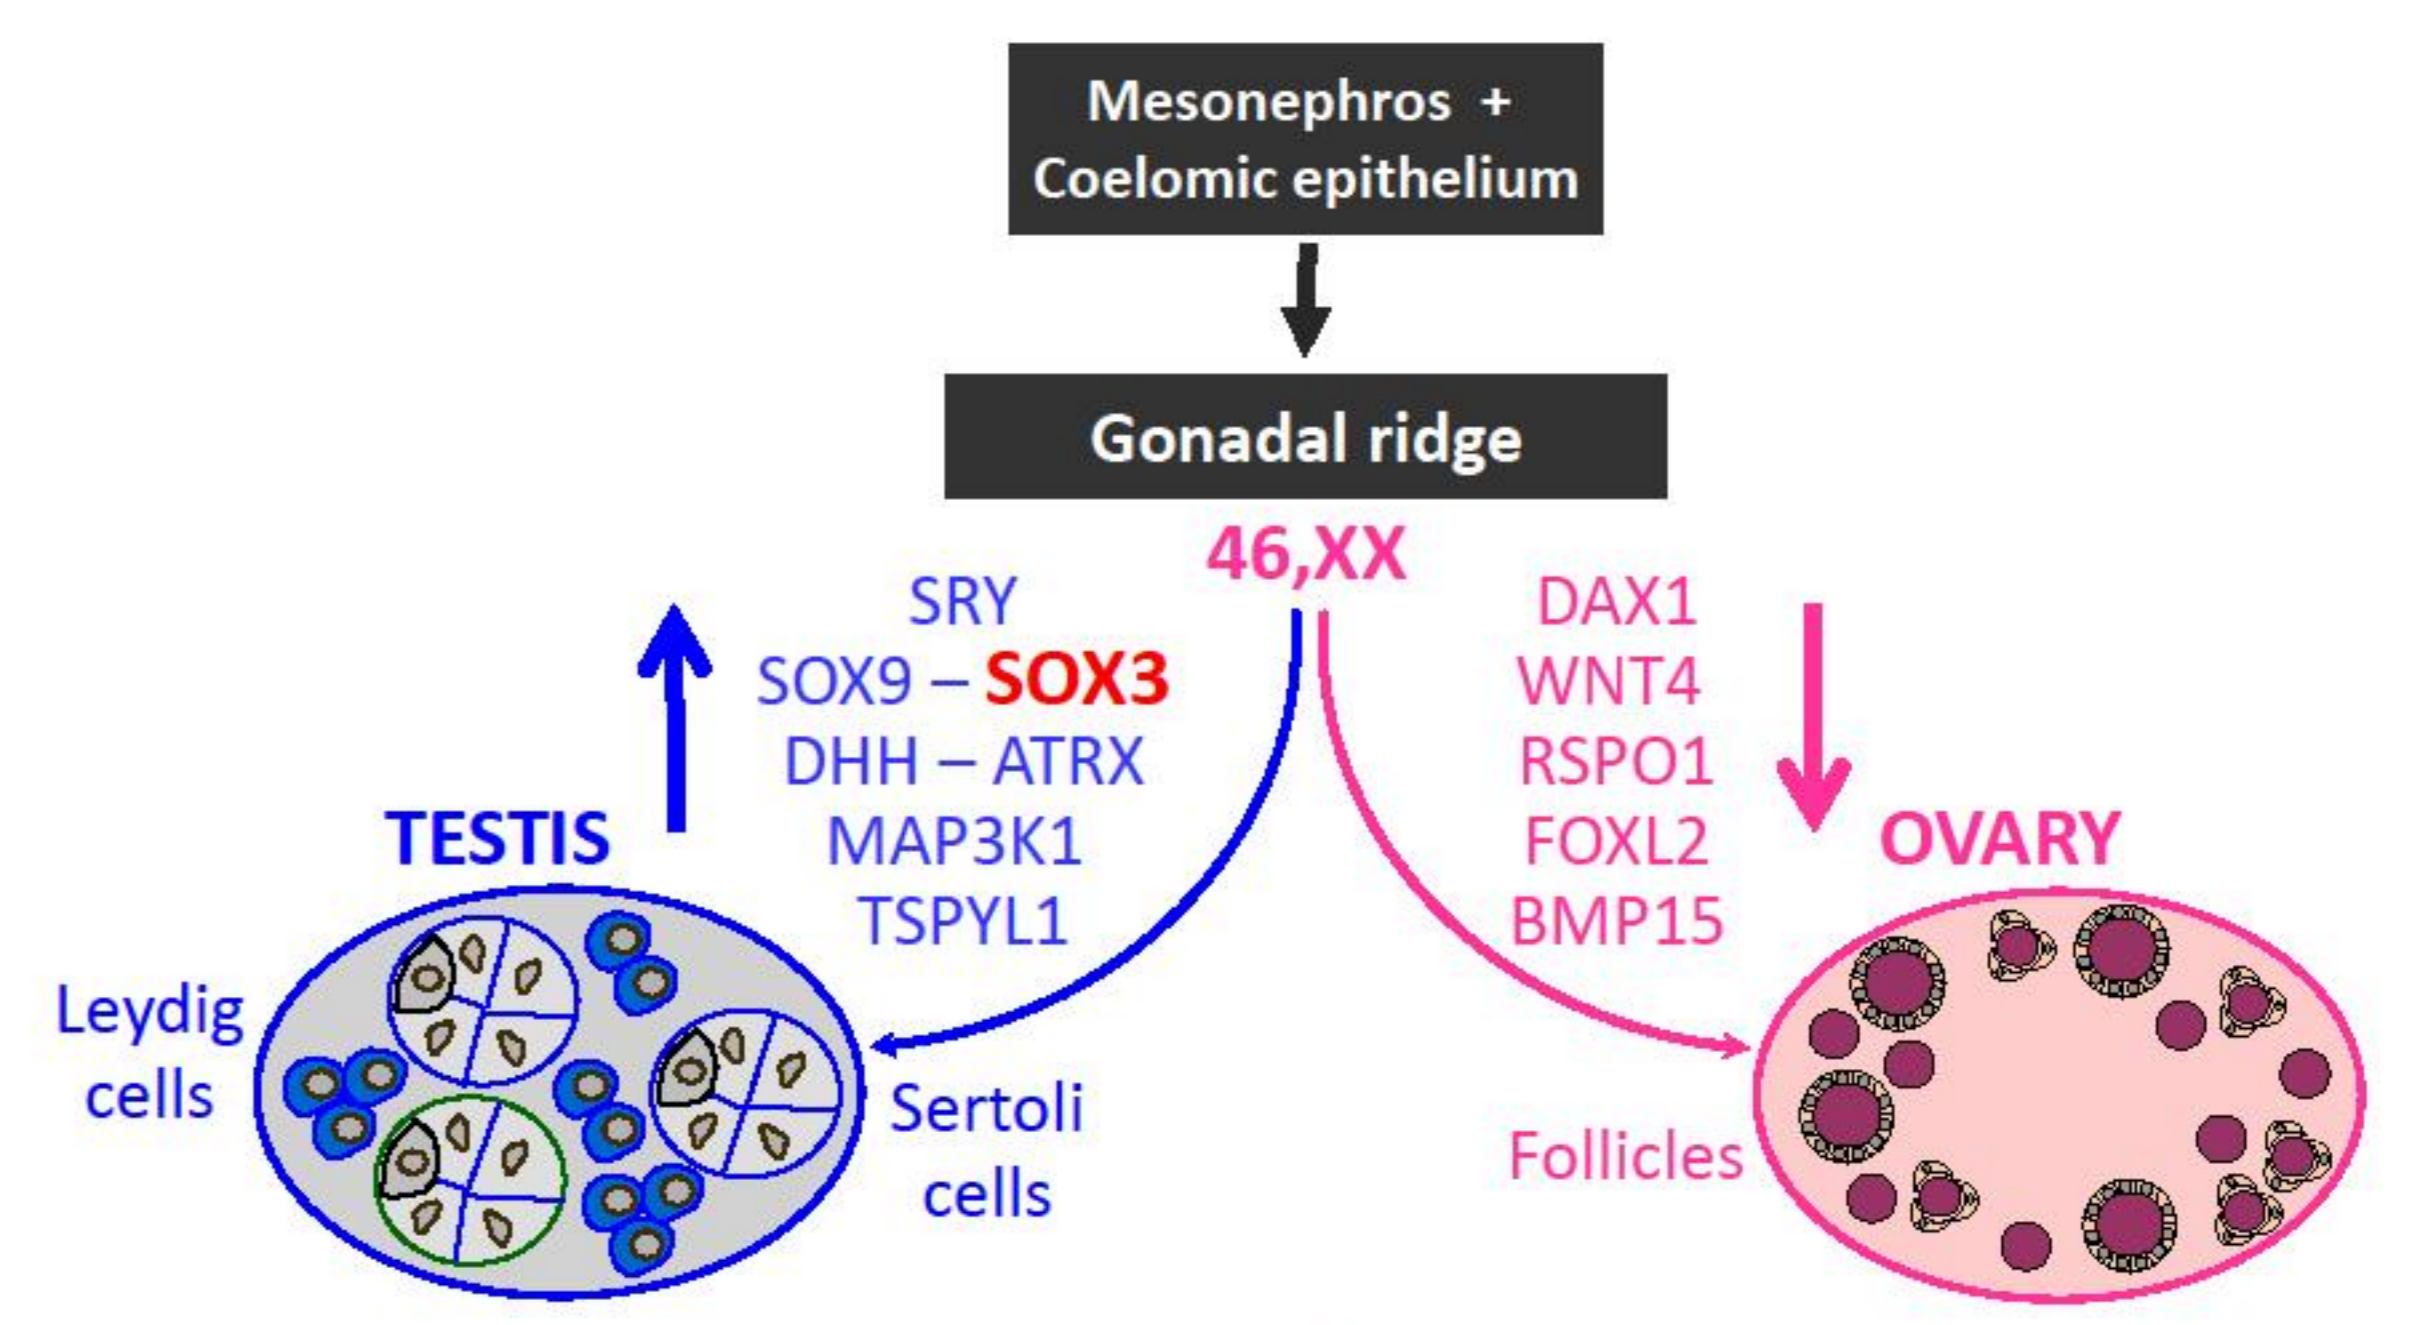 Mesonephros +
Coelomic epithelium
Gonadal ridge
46,XX
SRY
SOX9 – SOX3
DHH – ATRX
MAP3K1
TSPYL1
DAX1
WNT4
RSPO1
FOXL2
BMP15
TESTIS
Leydig
cells
Sertoli
cells
OVARY
Follicles